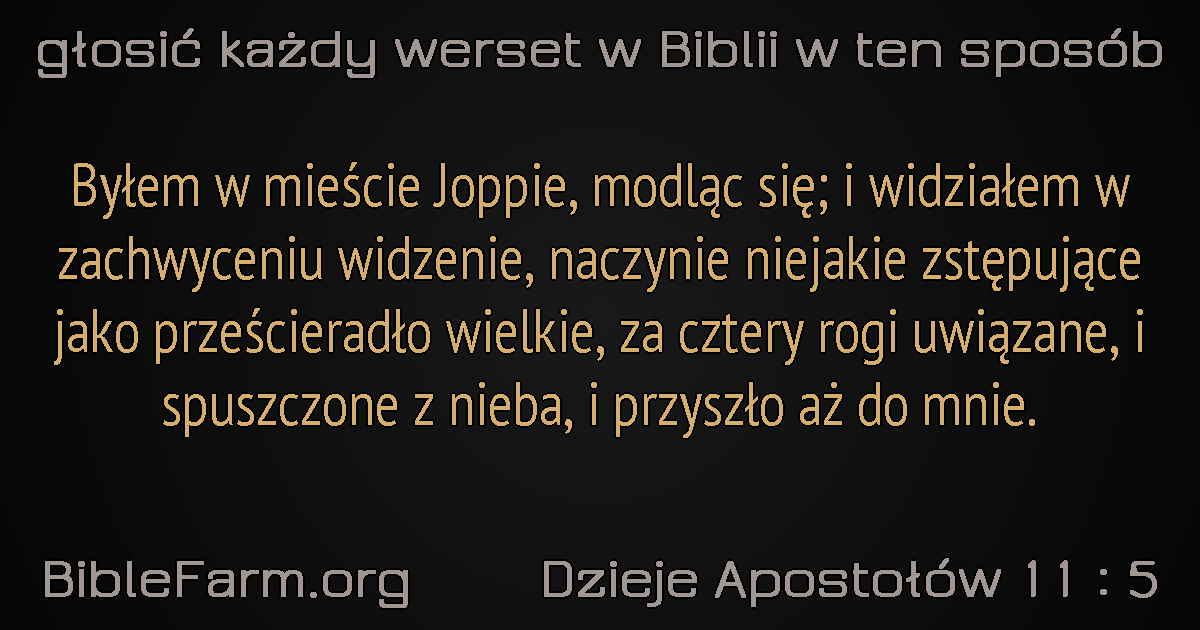 głosić każdy werset w Biblii w ten sposób
Byłem w mieście Joppie, modląc się; i widziałem w
zachwyceniu widzenie, naczynie niejakie zstępujące
jako prześcieradło wielkie, za cztery rogi uwiązane, i
spuszczone z nieba, i przyszło aż do mnie.
BibleFarm.org Dzieje Apostołów 11 : 5